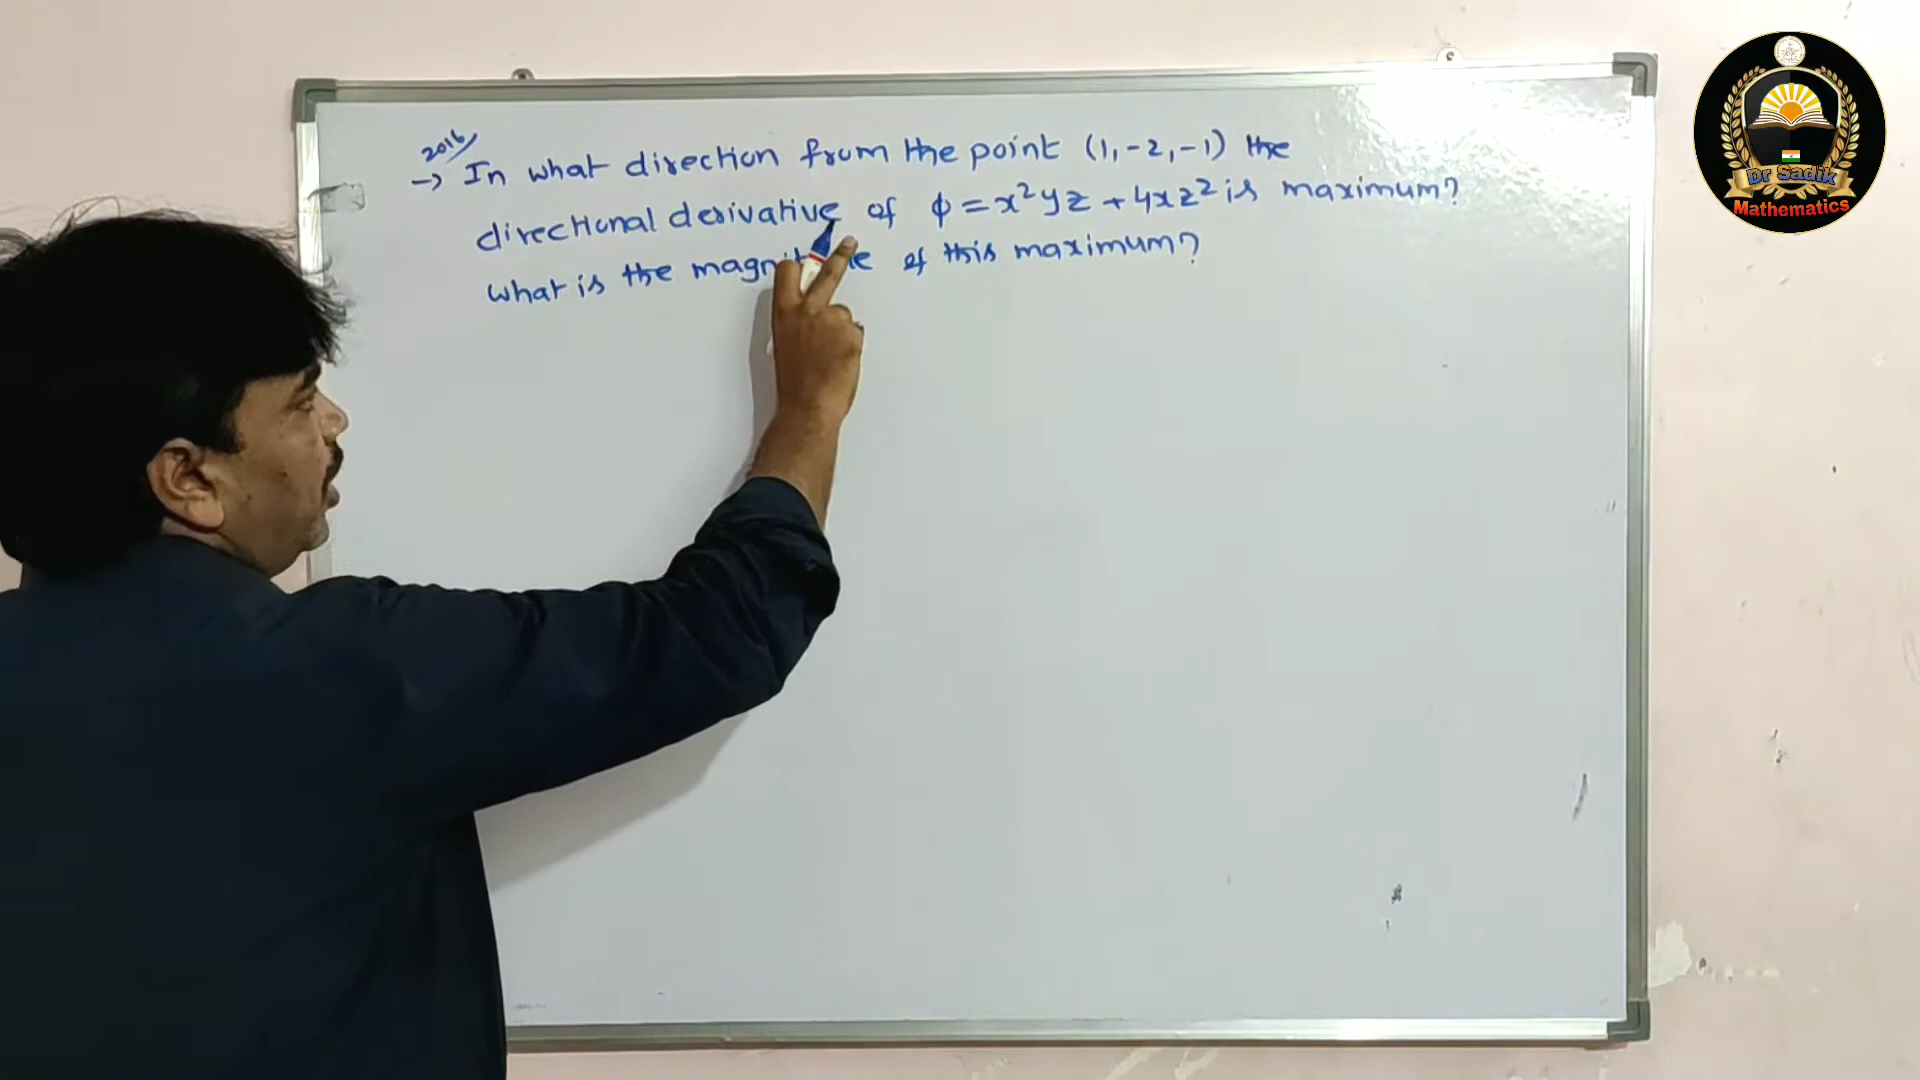 2016
→ In what direction from the point (1,-2,-1) the
directional derivative of φ = x²yz + 4xz² is maximum?
What is the of this maximum?
Dr Sadik
Mathematics